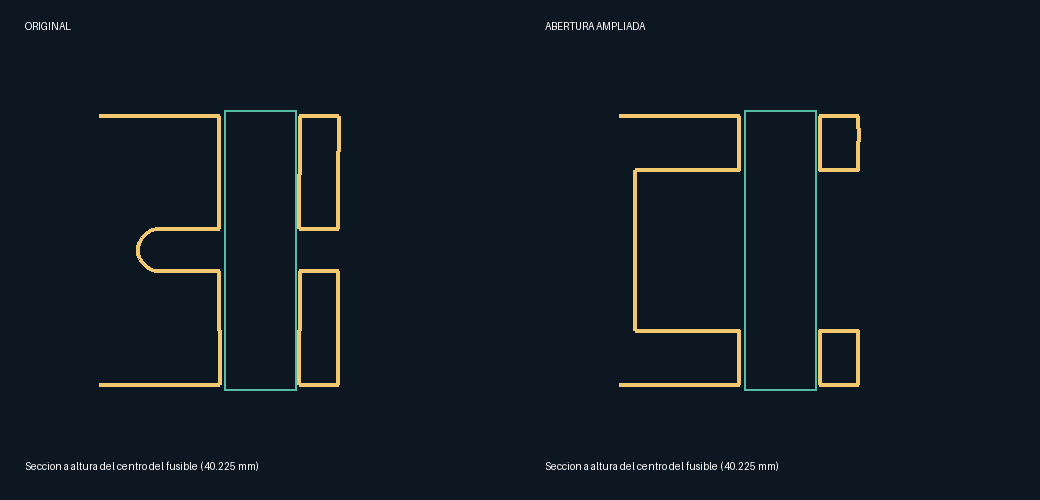 ORIGINAL
ABERTURA AMPLIADA
Seccion a altura del centro del fusible (40.225 mm)
Seccion a altura del centro del fusible (40.225 mm)